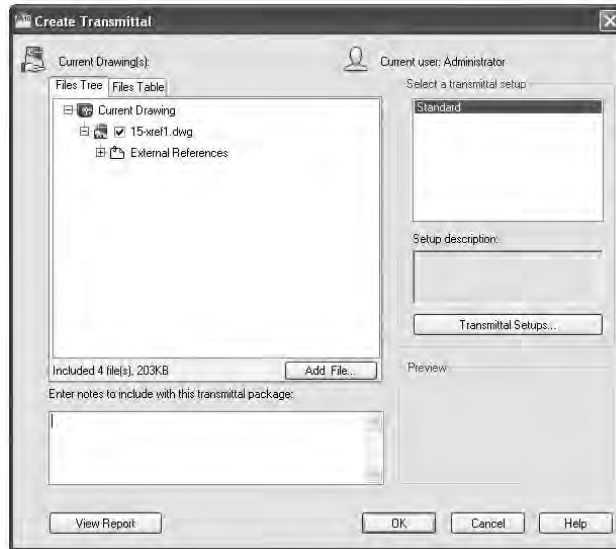 Create Transmittal
Current Drawing(s):
Current user: Administrator
Files Tree Files Table
Select a transmittal setup
Current Drawing
15-xref1.dwg
External References
Standard
Setup description:
Transmittal Setups...
Included 4 file(s), 203KB
Add File...
Preview
Enter notes to include with this transmittal package:
View Report
OK
Cancel
Help